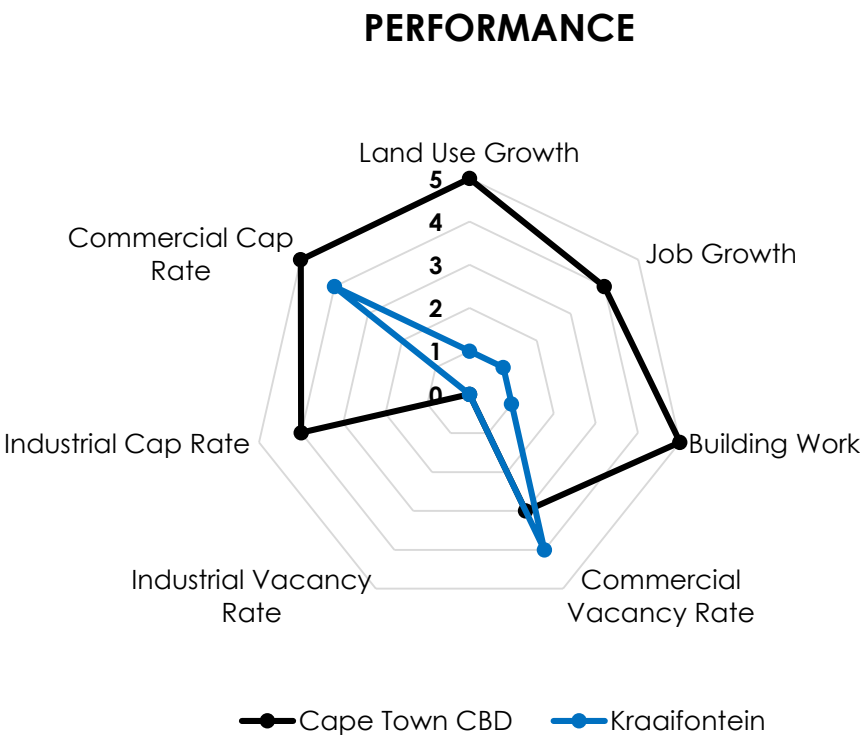 PERFORMANCE
Land Use Growth
5
4
3
2
1
0
Commercial Cap
Rate
Job Growth
Industrial Cap Rate
Building Work
Industrial Vacancy
Rate
Commercial
Vacancy Rate
Cape Town CBD
Kraaifontein